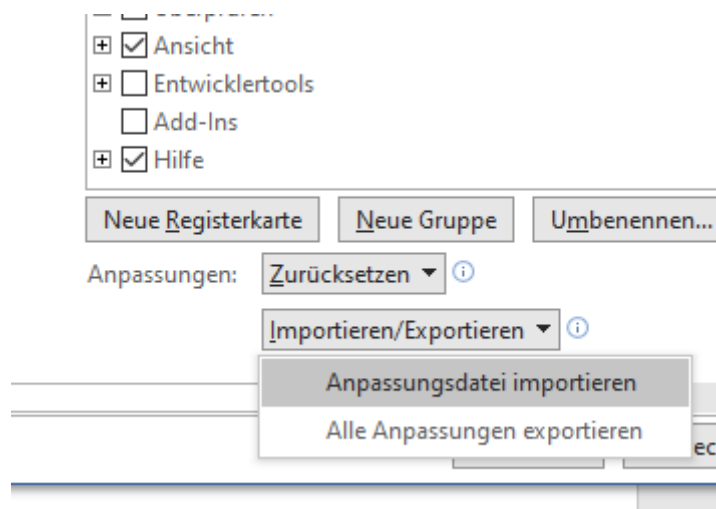 Überprüfen
Ansicht
Entwicklertools
Add-Ins
Hilfe
Neue Registerkarte Neue Gruppe Umbenennen...
Anpassungen: Zurücksetzen
Importieren/Exportieren
Anpassungsdatei importieren
Alle Anpassungen exportieren